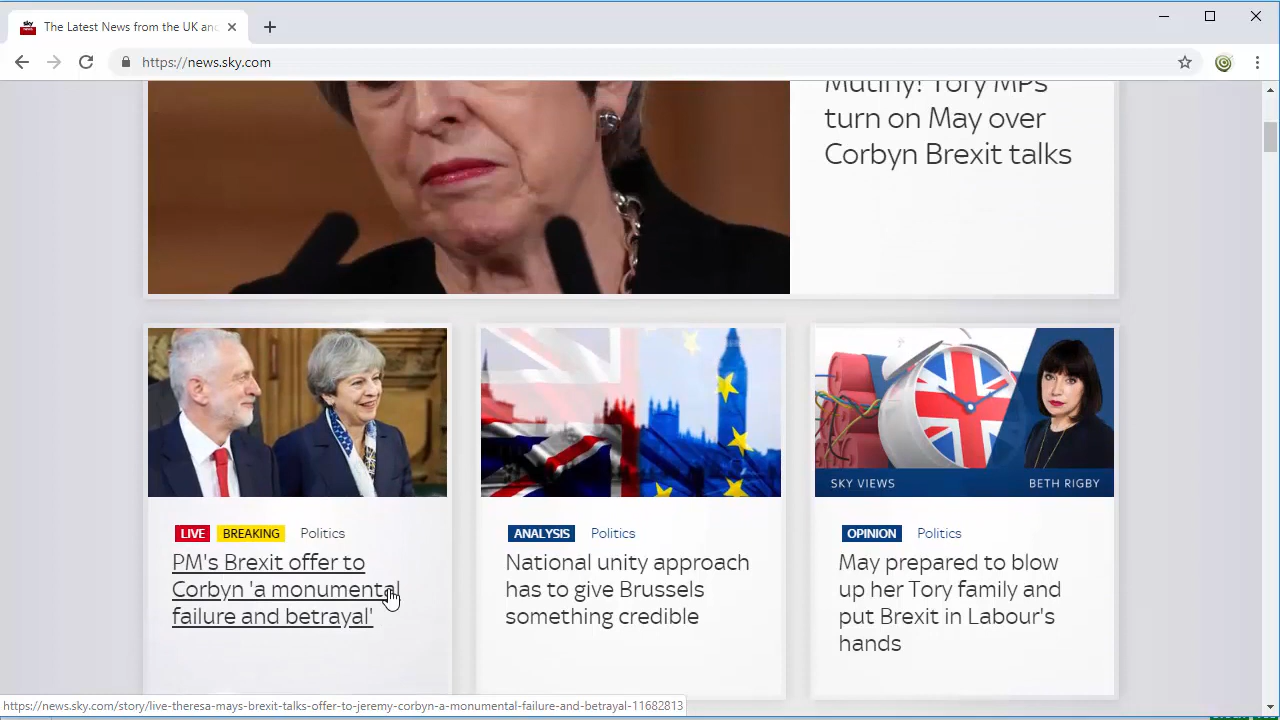 sky
news
The Latest News from the UK an
https://news.sky.com
Mutiny! Tory MPs
turn on May over
Corbyn Brexit talks
SKY VIEWS
BETH RIGBY
LIVE BREAKING Politics
PM's Brexit offer to
Corbyn 'a monumental
failure and betrayal'
ANALYSIS Politics
National unity approach
has to give Brussels
something credible
OPINION Politics
May prepared to blow
up her Tory family and
put Brexit in Labour's
hands
https://news.sky.com/story/live-theresa-mays-brexit-talks-offer-to-jeremy-corbyn-a-monumental-failure-and-betrayal-11682813